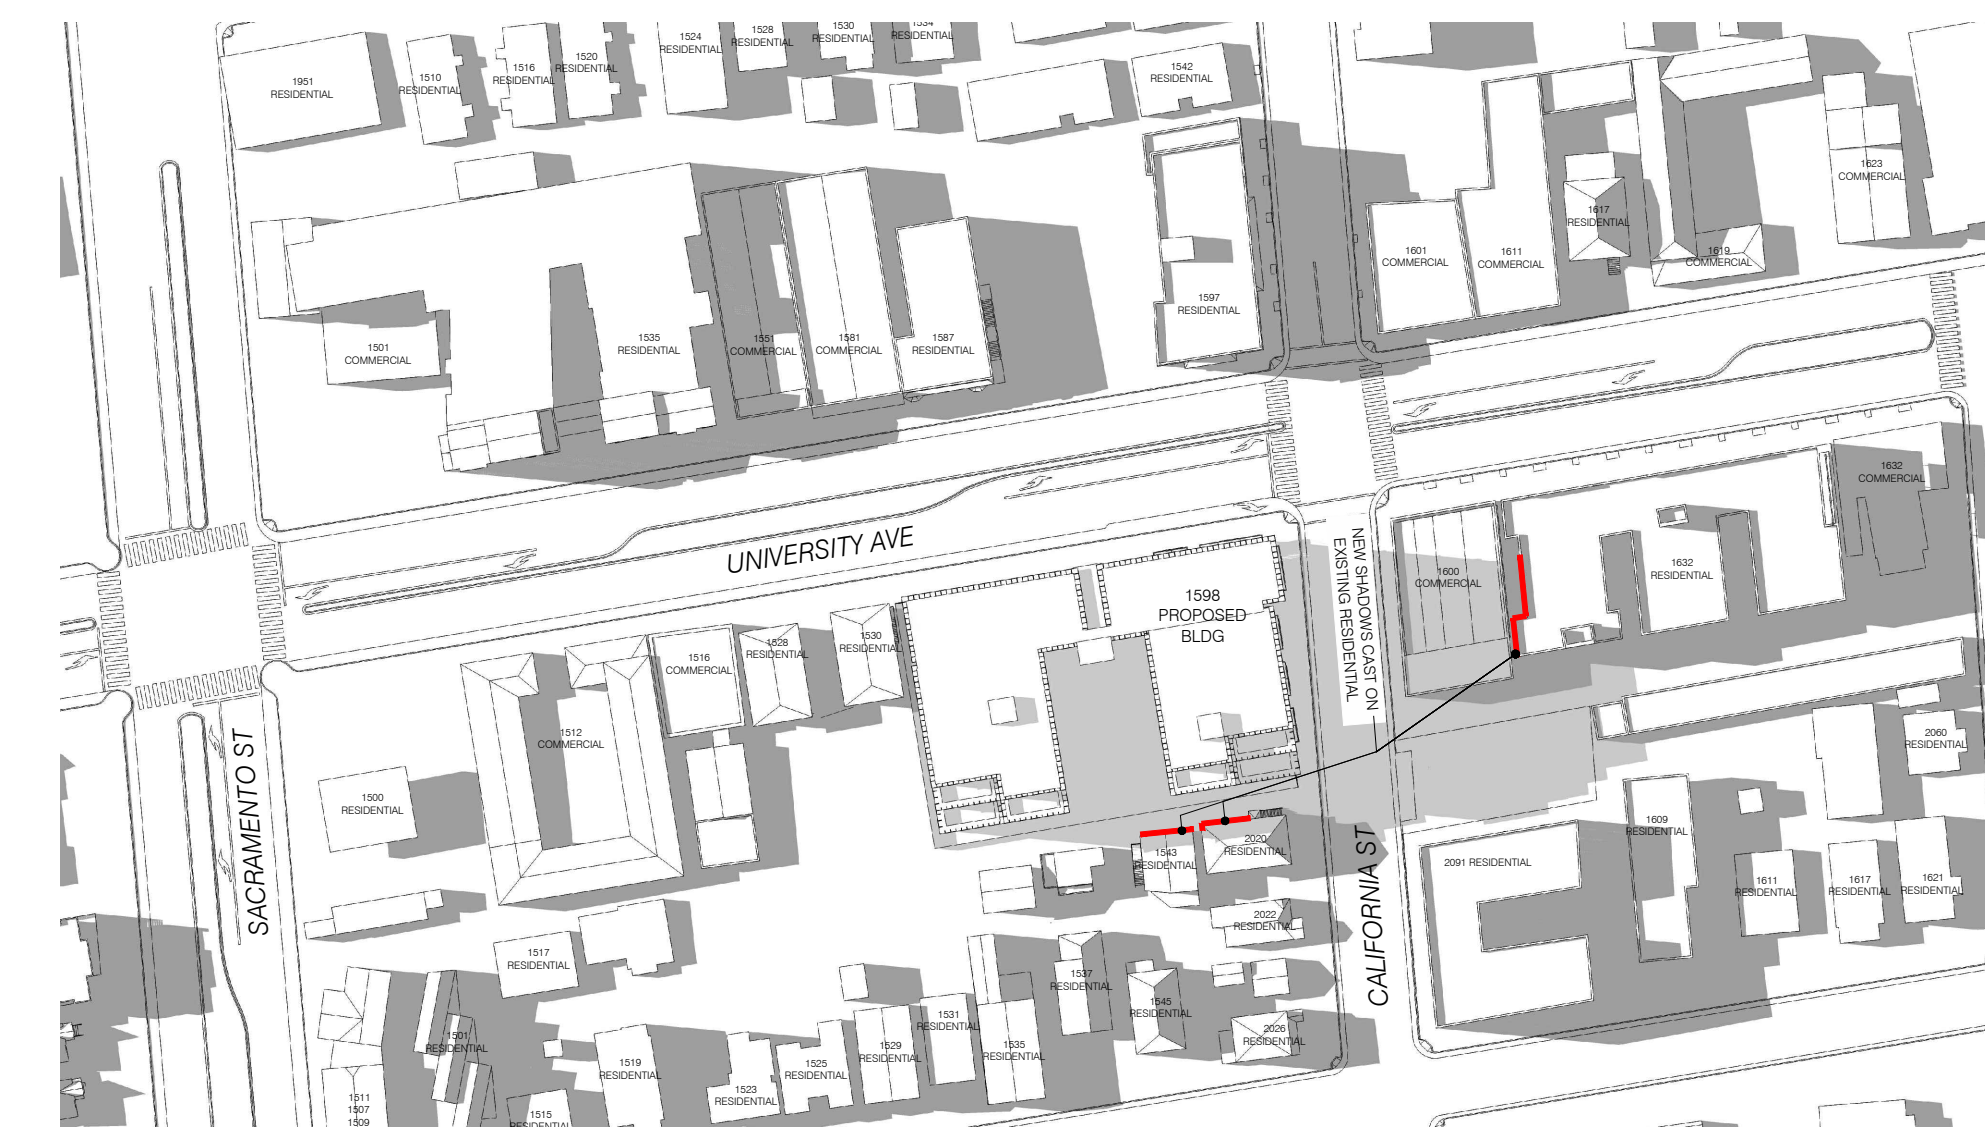 1524
RESIDENTIAL
1528
RESIDENTIAL
1530
RESIDENTIAL
1534
RESIDENTIAL
1951
RESIDENTIAL
1510
RESIDENTIAL
1516
RESIDENTIAL
1520
RESIDENTIAL
1542
RESIDENTIAL
1623
COMMERCIAL
1617
RESIDENTIAL
1601
COMMERCIAL
1611
COMMERCIAL
1619
COMMERCIAL
1597
RESIDENTIAL
1501
COMMERCIAL
1535
RESIDENTIAL
1551
COMMERCIAL
1581
COMMERCIAL
1587
RESIDENTIAL
1632
COMMERCIAL
UNIVERSITY AVE
1598
PROPOSED
BLDG
NEW SHADOWS CAST ON
EXISTING RESIDENTIAL
1600
COMMERCIAL
1632
RESIDENTIAL
1516
COMMERCIAL
1528
RESIDENTIAL
1530
RESIDENTIAL
1512
COMMERCIAL
2060
RESIDENTIAL
SACRAMENTO ST
1500
RESIDENTIAL
1543
RESIDENTIAL
2020
RESIDENTIAL
CALIFORNIA ST
2091 RESIDENTIAL
1609
RESIDENTIAL
1611
RESIDENTIAL
1617
RESIDENTIAL
1621
RESIDENTIAL
2022
RESIDENTIAL
1517
RESIDENTIAL
1537
RESIDENTIAL
1545
RESIDENTIAL
2026
RESIDENTIAL
1501
RESIDENTIAL
1531
RESIDENTIAL
1529
RESIDENTIAL
1535
RESIDENTIAL
1519
RESIDENTIAL
1525
RESIDENTIAL
1523
RESIDENTIAL
1511
1507
1509
1515
RESIDENTIAL